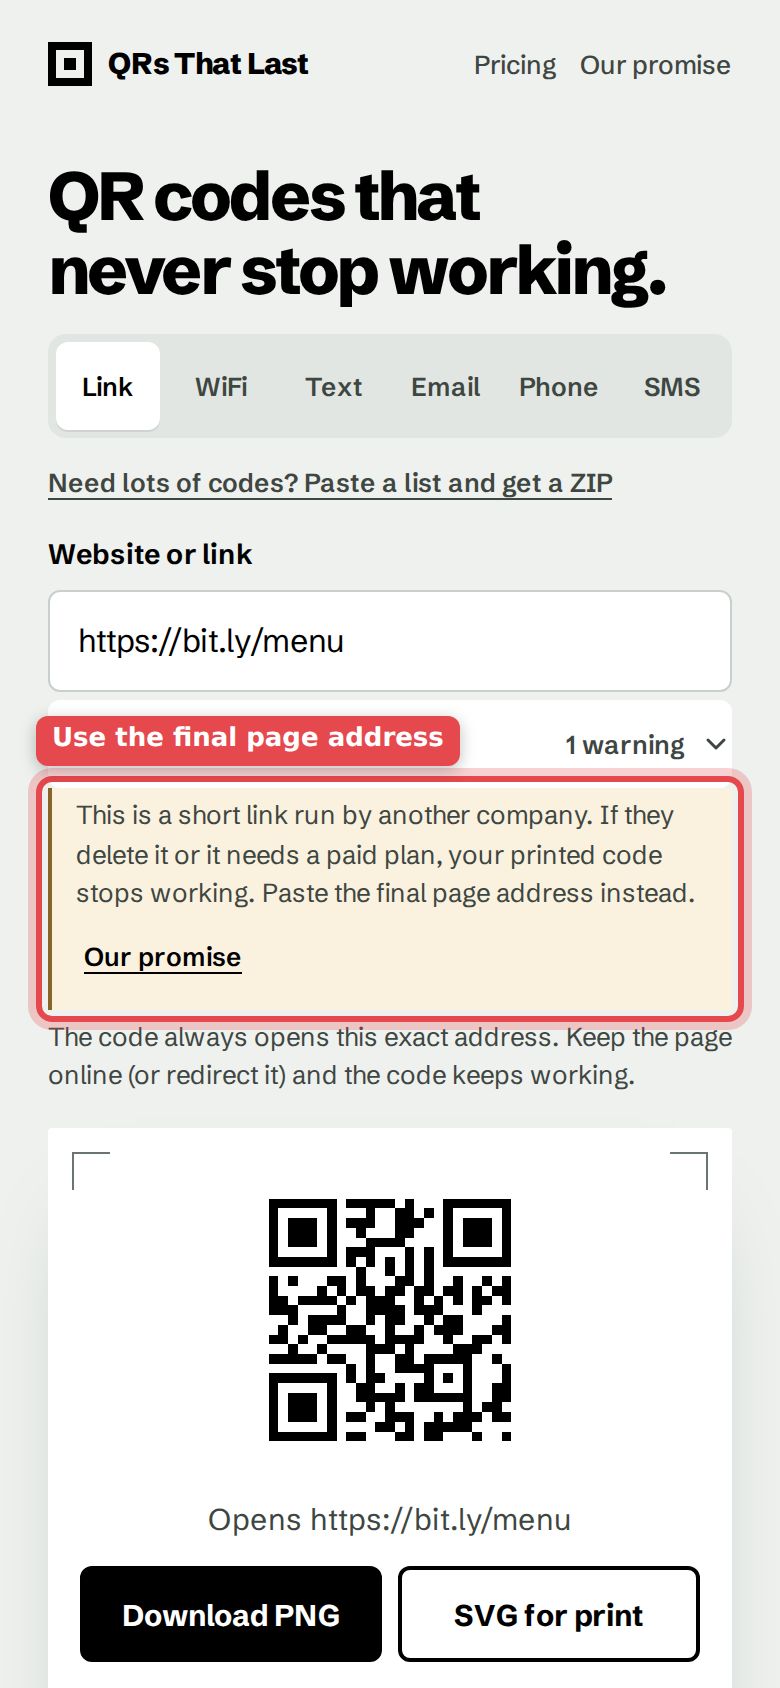 QRs That Last
Pricing
Our promise
QR codes that
never stop working.
Link
WiFi
Text
Email
Phone
SMS
Need lots of codes? Paste a list and get a ZIP
Website or link
https://bit.ly/menu
Use the final page address
1 warning
This is a short link run by another company. If they
delete it or it needs a paid plan, your printed code
stops working. Paste the final page address instead.
Our promise
The code always opens this exact address. Keep the page
online (or redirect it) and the code keeps working.
Opens https://bit.ly/menu
Download PNG
SVG for print